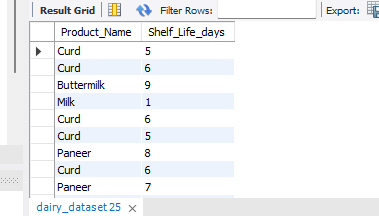 Result Grid Filter Rows: Export:
Product_Name Shelf_Life_days
Curd 5
Curd 6
Buttermilk 9
Milk 1
Curd 6
Curd 5
Paneer 8
Curd 6
Paneer 7
dairy_dataset 25 ×